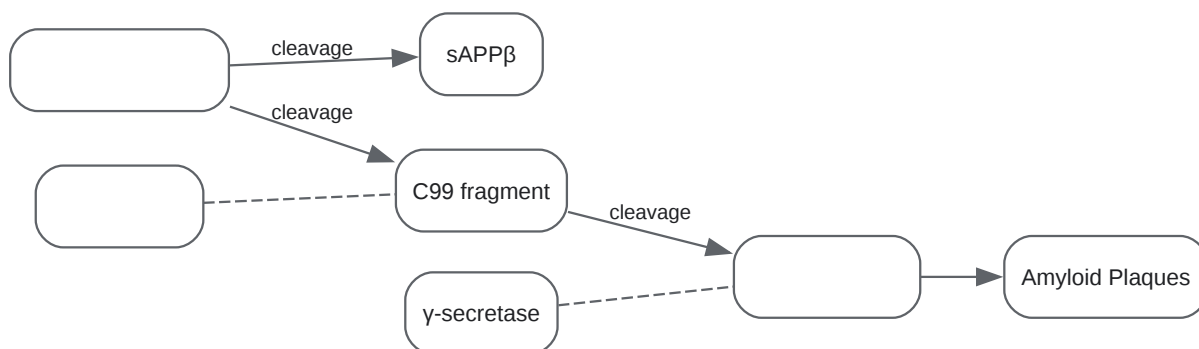 cleavage
sAPPβ
cleavage
C99 fragment
cleavage
γ-secretase
Amyloid Plaques